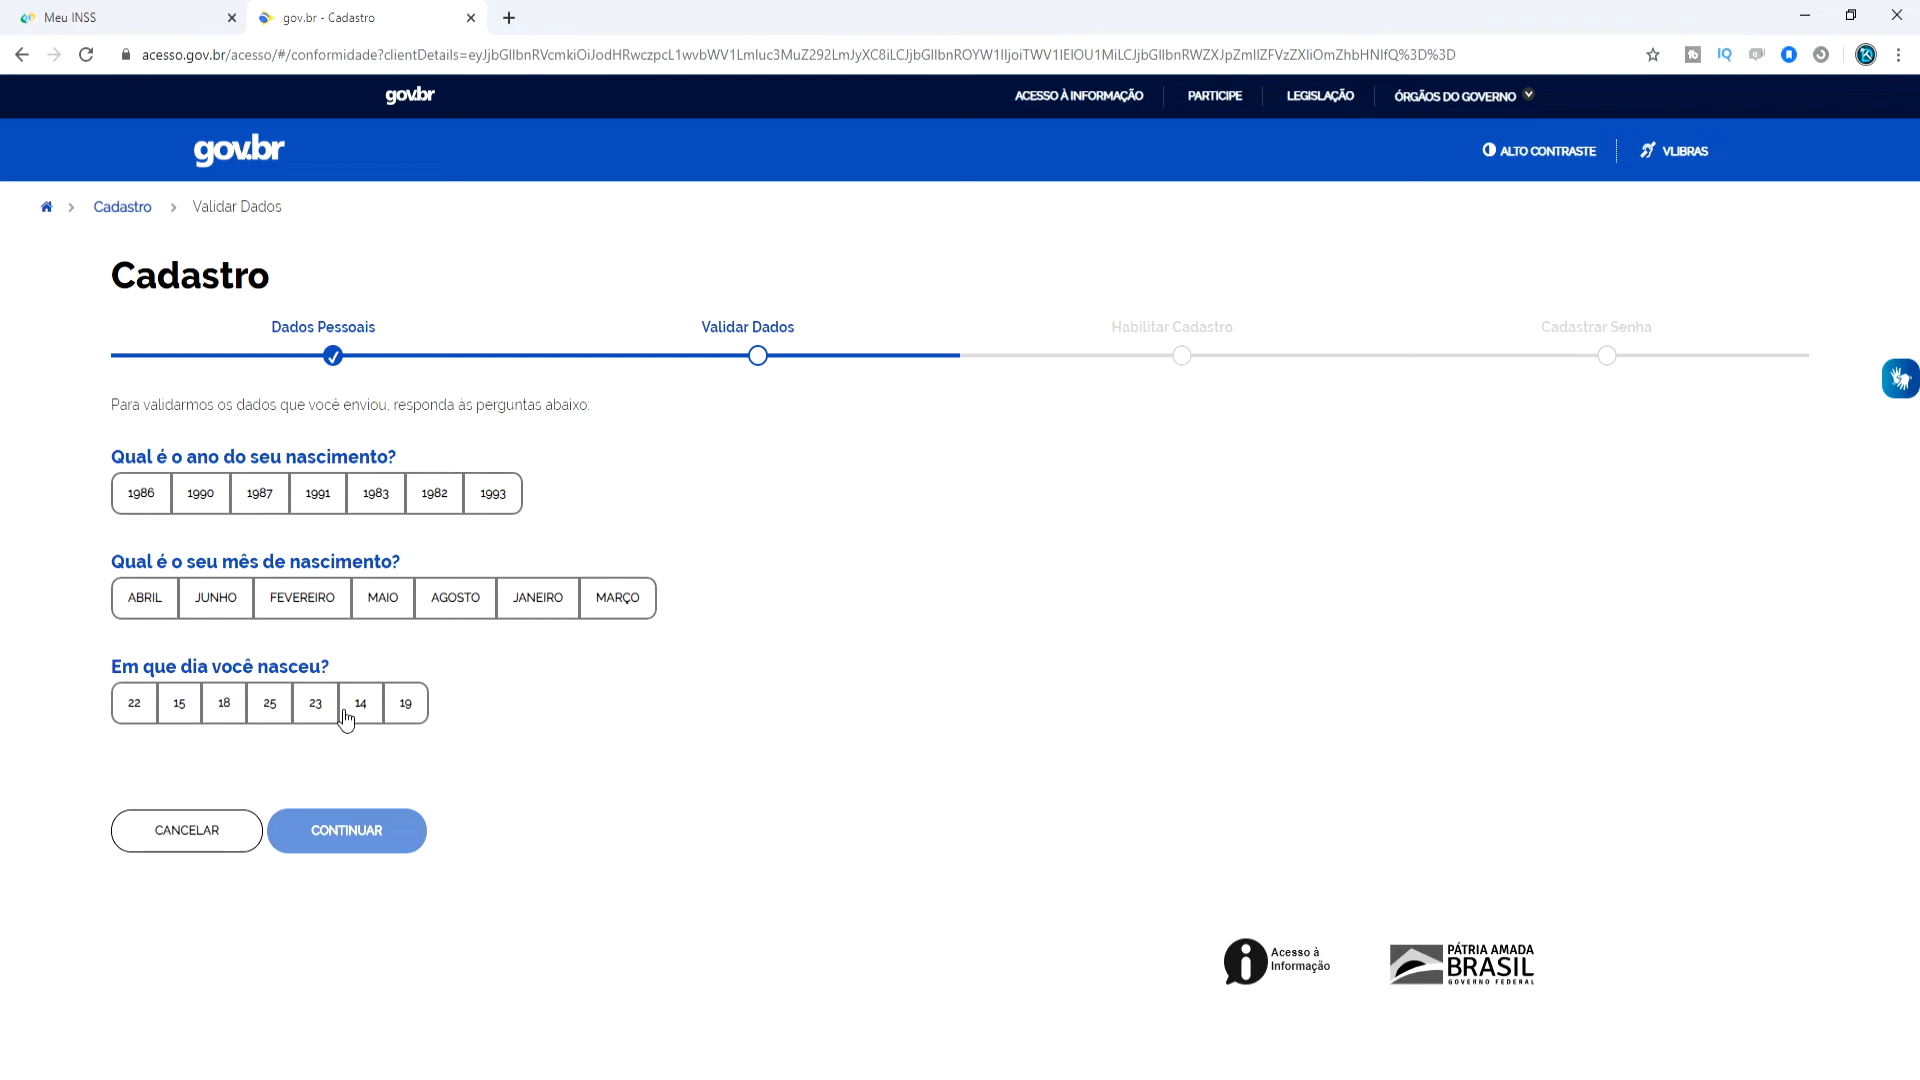 Meu INSS
gov.br - Cadastro
acesso.gov.br/acesso/#/conformidade?clientDetails=eyJjbGllbnRVcmkiOiJodHRwczpcL1wvbWV1Lmluc3MuZ292LmJyXC8iLCJjbGllbnROYW1lIjoiTWV1IElOU1MiLCJjbGllbnRWZXJpZmllZFVzZXIiOmZhbHNlfQ%3D%3D
gov.br
ACESSO À INFORMAÇÃO
PARTICIPE
LEGISLAÇÃO
ÓRGÃOS DO GOVERNO
gov.br
ALTO CONTRASTE
VLIBRAS
Cadastro
Validar Dados
Cadastro
Dados Pessoais
Validar Dados
Habilitar Cadastro
Cadastrar Senha
Para validarmos os dados que você enviou, responda às perguntas abaixo:
Qual é o ano do seu nascimento?
1986 1990 1987 1991 1983 1982 1993
Qual é o seu mês de nascimento?
ABRIL JUNHO FEVEREIRO MAIO AGOSTO JANEIRO MARÇO
Em que dia você nasceu?
22 15 18 25 23 14 19
CANCELAR
CONTINUAR
Acesso à
Informação
PÁTRIA AMADA
BRASIL
GOVERNO FEDERAL